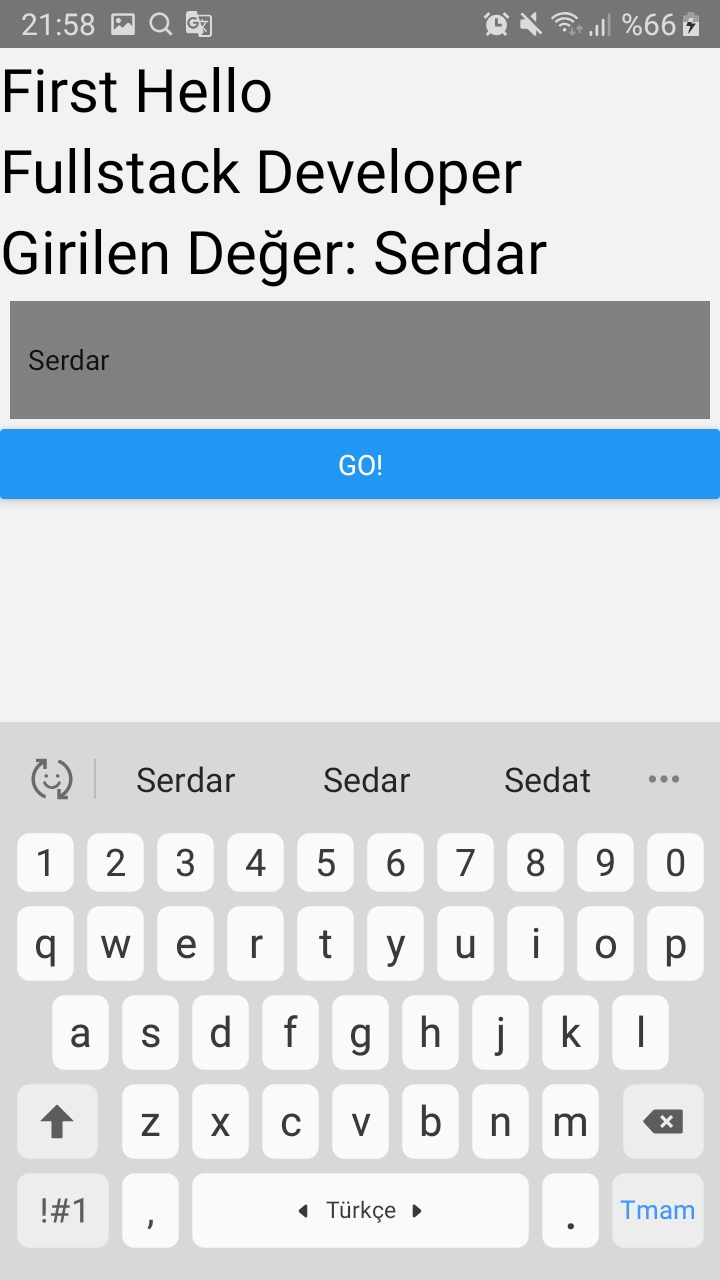 21:58 %66
First Hello
Fullstack Developer
Girilen Değer: Serdar
Serdar
GO!
Serdar Sedar Sedat
1 2 3 4 5 6 7 8 9 0
q w e r t y u i o p
a s d f g h j k l
z x c v b n m
!#1 , Türkçe . Tmam